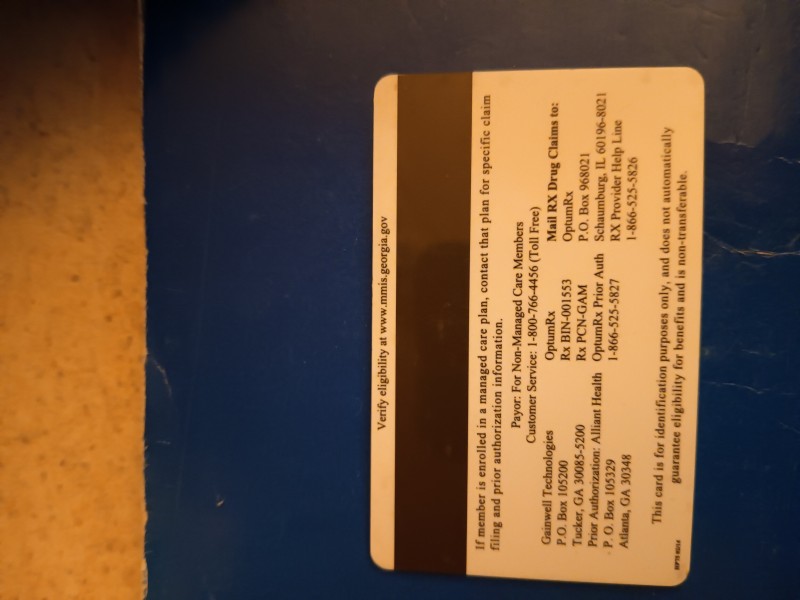 Verify eligibility at www.mmis.georgia.gov
If member is enrolled in a managed care plan, contact that plan for specific claim
filing and prior authorization information.
Payor: For Non-Managed Care Members
Customer Service: 1-800-766-4456 (Toll Free)
Gainwell Technologies
P.O. Box 105200
Tucker, GA 30085-5200
Prior Authorization: Alliant Health
P. O. Box 105329
Atlanta, GA 30348
OptumRx
Rx BIN-001553
Rx PCN-GAM
OptumRx Prior Auth
1-866-525-5827
Mail RX Drug Claims to:
OptumRx
P.O. Box 968021
Schaumburg, IL 60196-8021
RX Provider Help Line
1-866-525-5826
This card is for identification purposes only, and does not automatically
guarantee eligibility for benefits and is non-transferable.